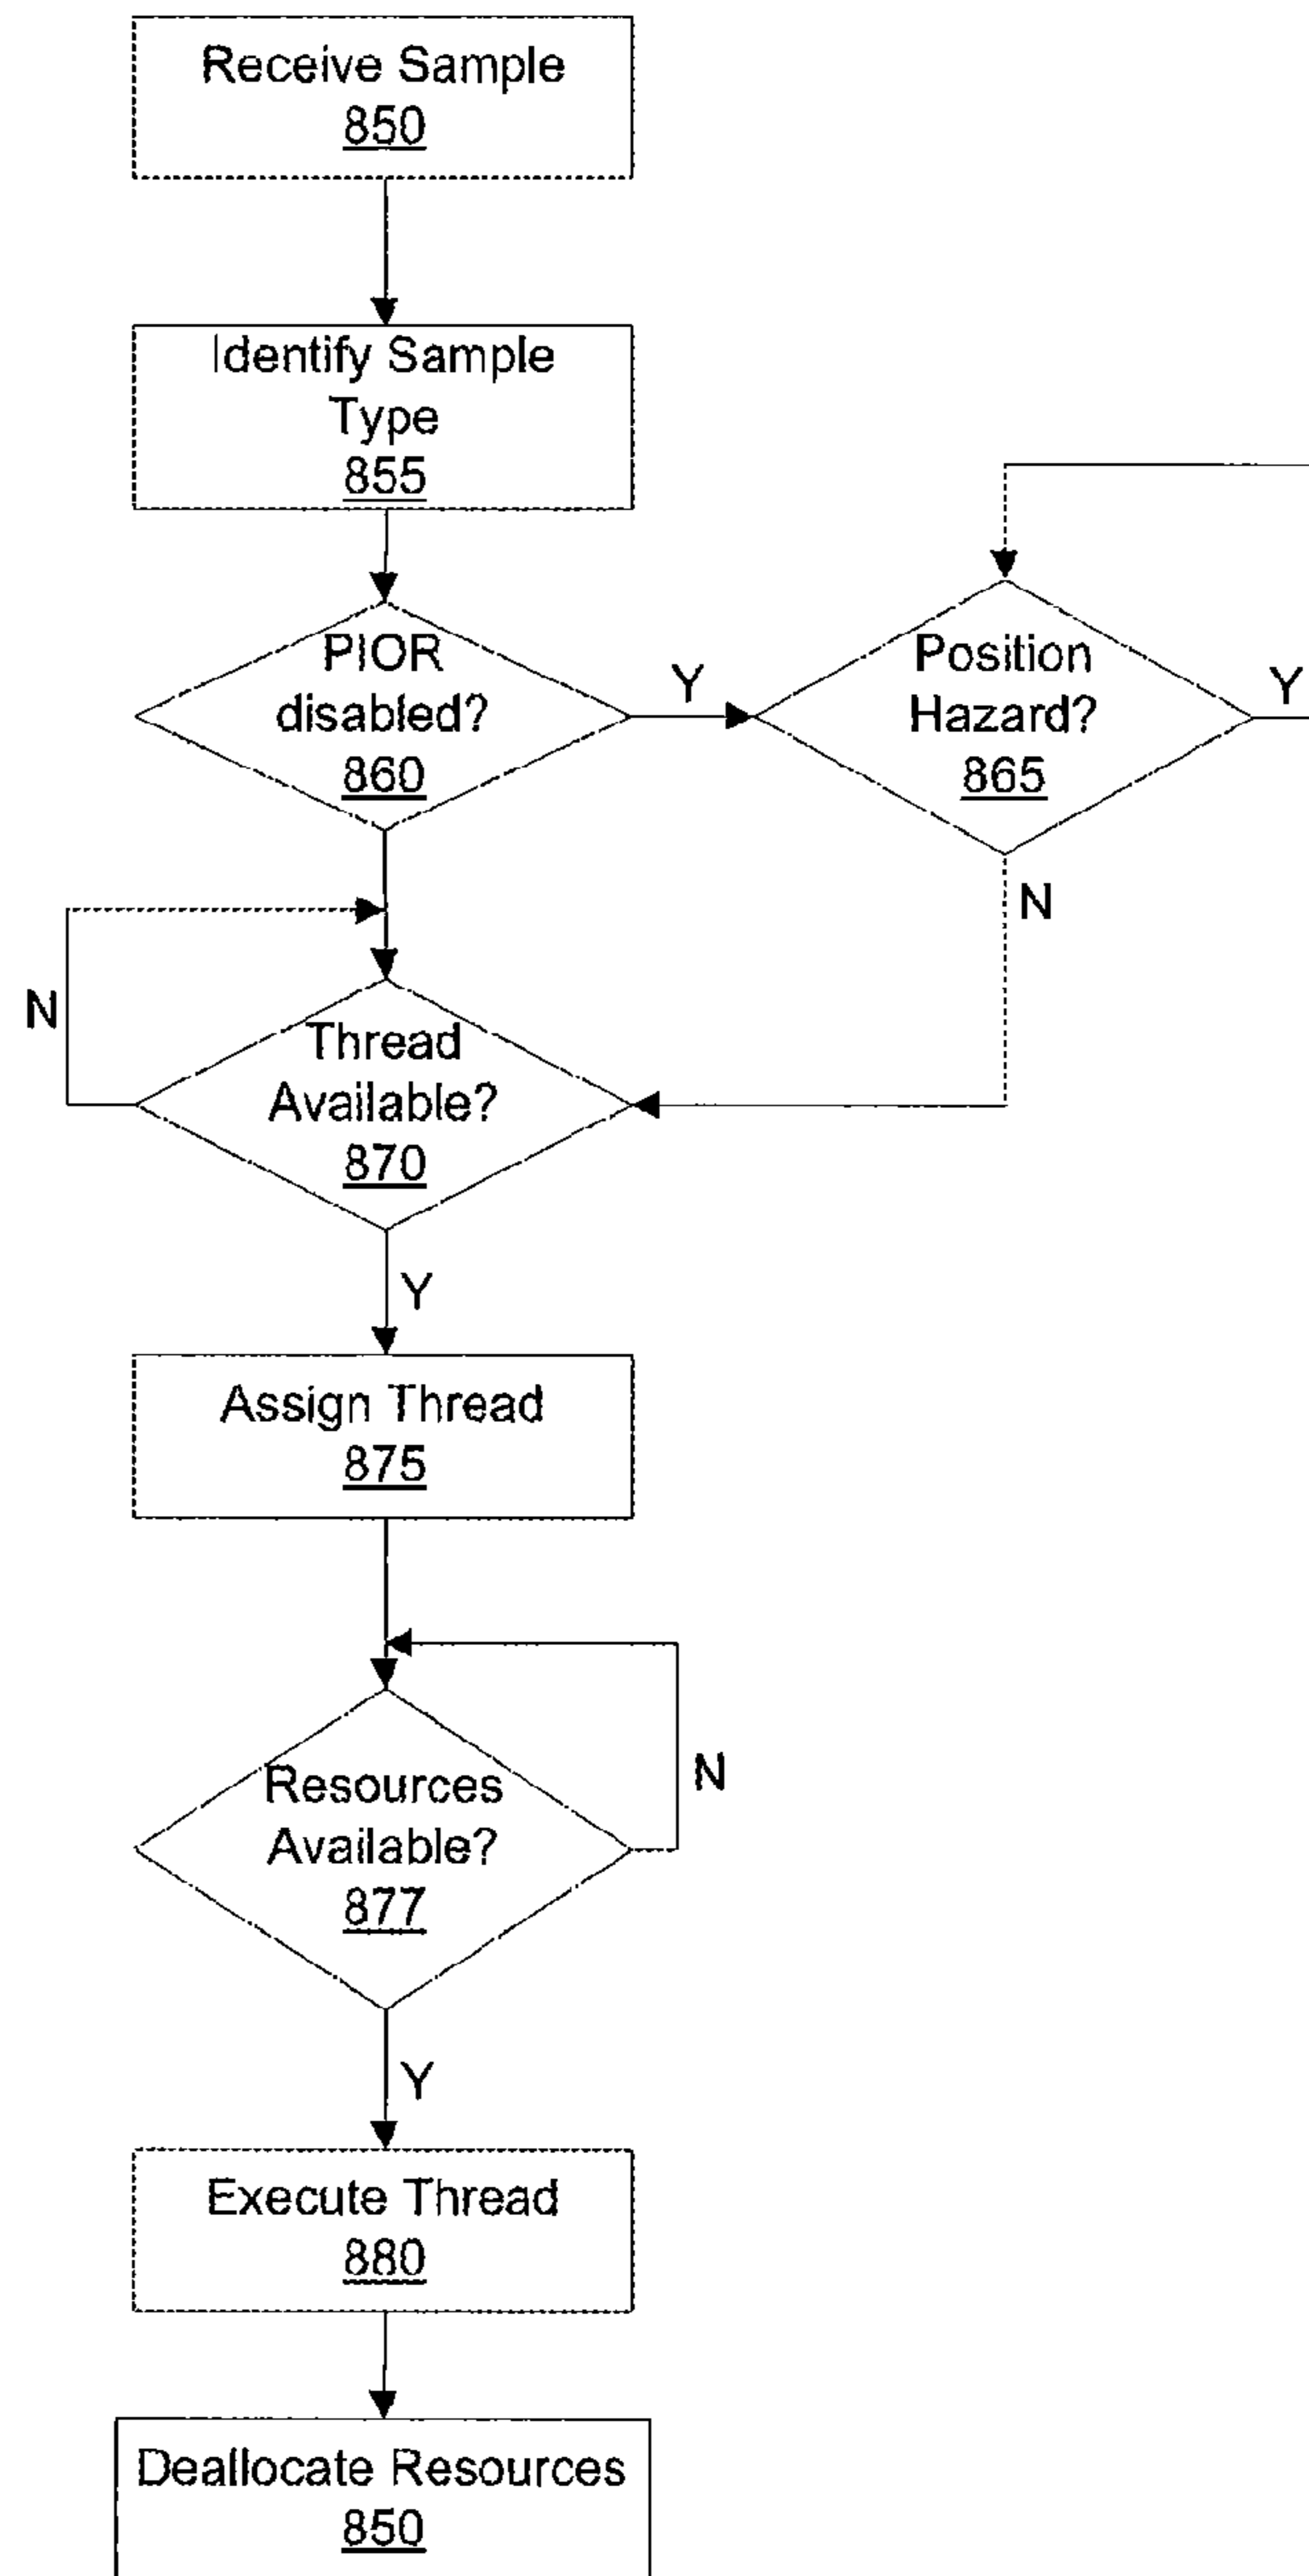 Receive Sample
850
Identify Sample
Type
855
PIOR
disabled?
860
Y
Position
Hazard?
865
Y
N
N
Thread
Available?
870
Y
Assign Thread
875
Resources
Available?
877
N
Y
Execute Thread
880
Deallocate Resources
850